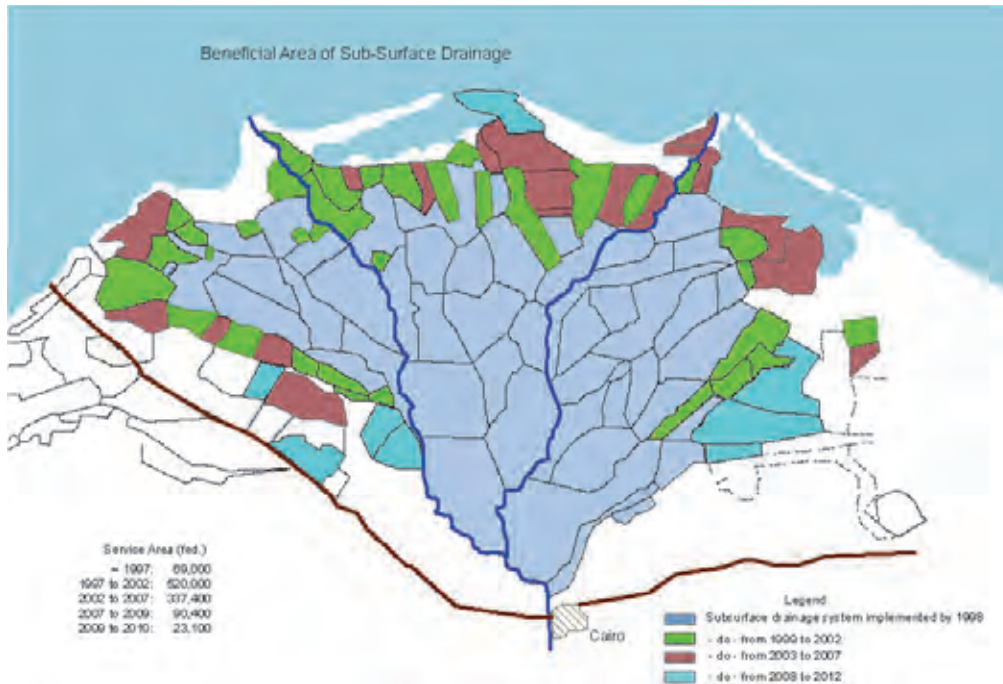 Beneficial Area of Sub-Surface Drainage
Service Area (fed.)
= 1997: 69,000
1997 to 2002: 520,000
2002 to 2007: 337,400
2007 to 2009: 90,400
2009 to 2010: 23,100
Cairo
Legend
Subsurface drainage system implemented by 1998
- do - from 1999 to 2002
- do - from 2003 to 2007
- do - from 2008 to 2012